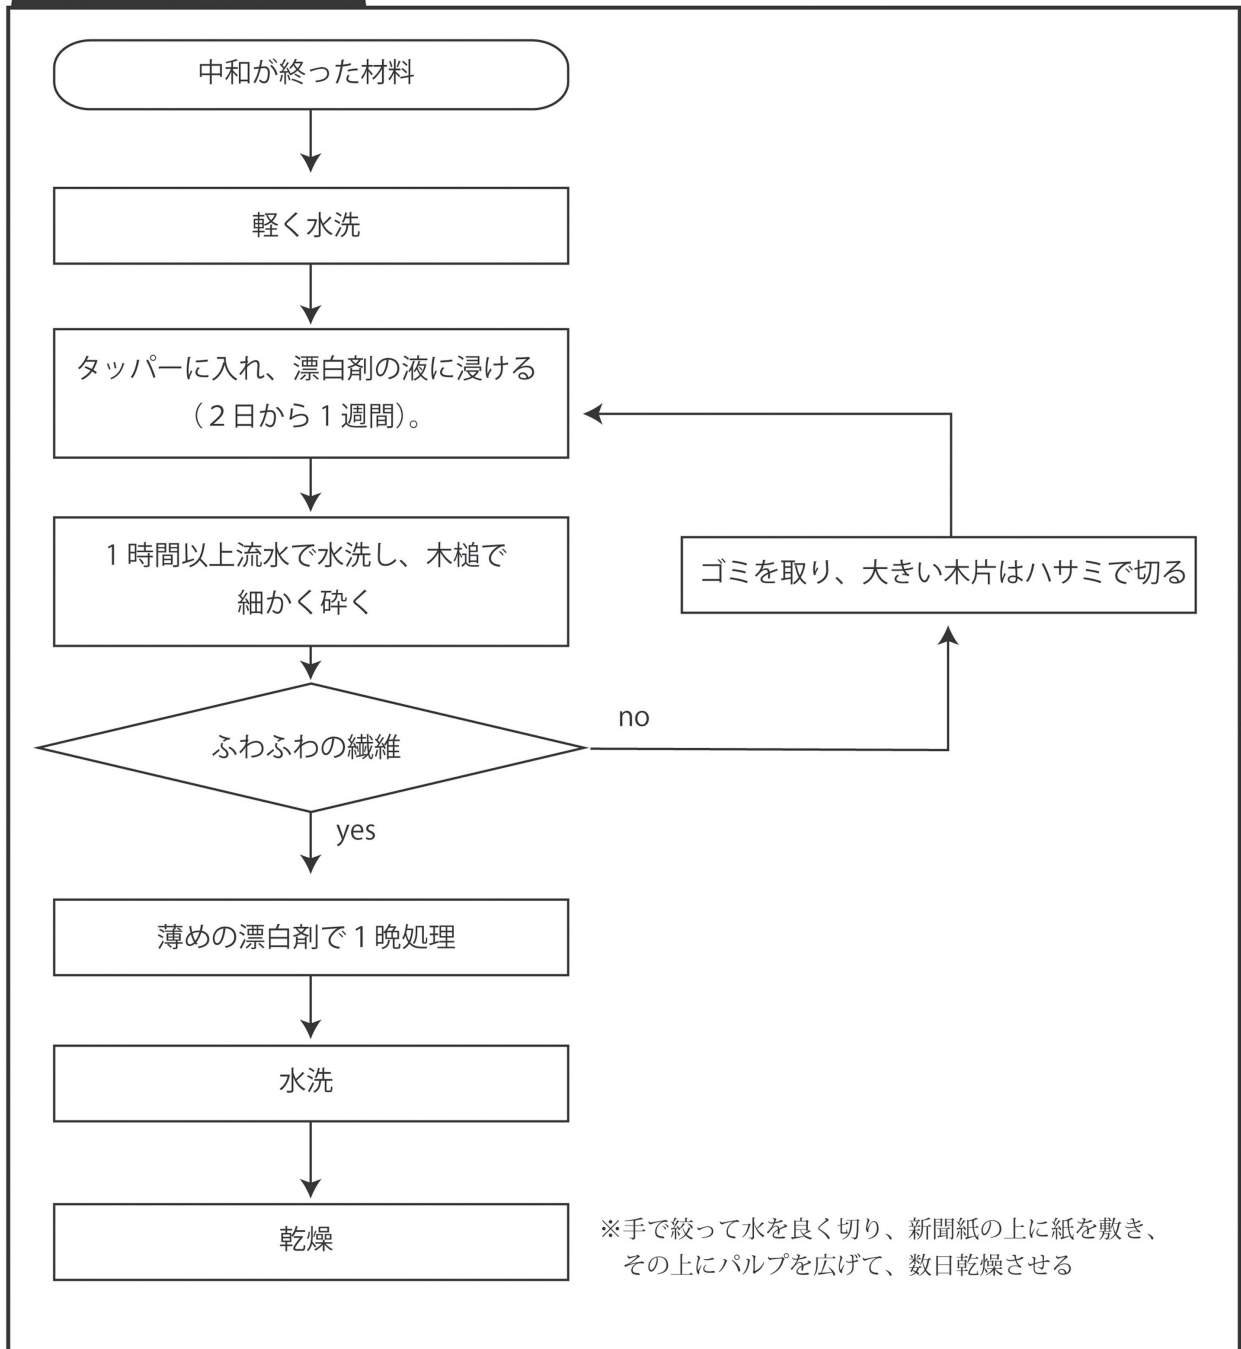 中和が終った材料
軽く水洗
タッパーに入れ、漂白剤の液に浸ける
（２日から１週間）。
１時間以上流水で水洗し、木槌で
細かく砕く
ゴミを取り、大きい木片はハサミで切る
ふわふわの繊維
no
yes
薄めの漂白剤で１晩処理
水洗
乾燥
※手で絞って水を良く切り、新聞紙の上に紙を敷き、
その上にパルプを広げて、数日乾燥させる